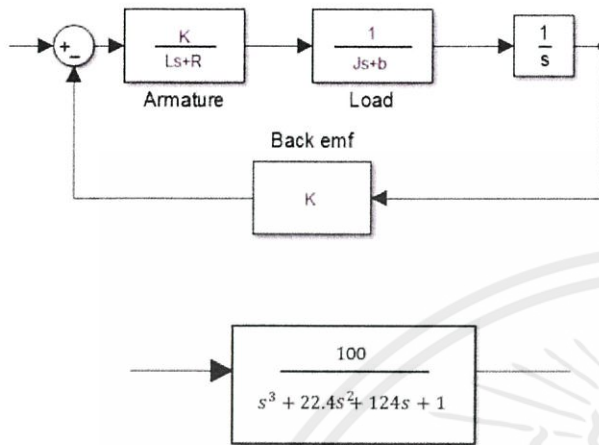 +
−
K
Ls+R
Armature
1
Js+b
Load
1
s
Back emf
K
100
s³ + 22.4s²+ 124s + 1